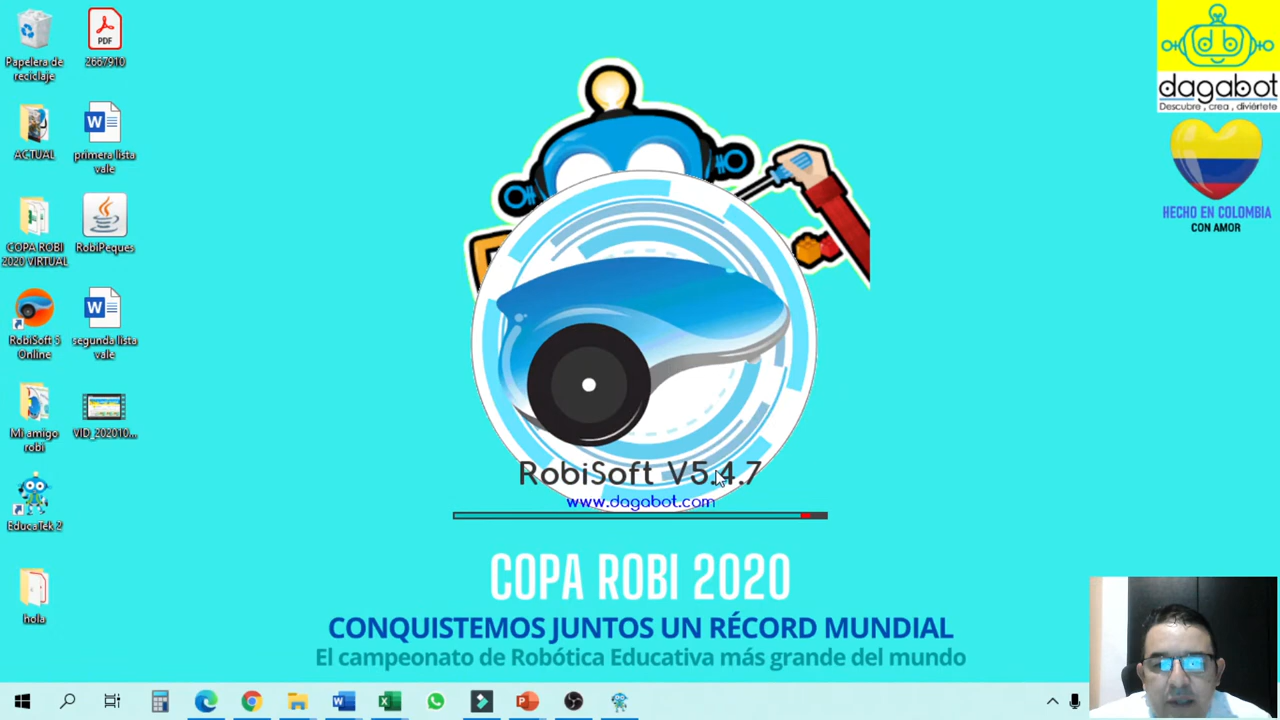 Papelera de
reciclaje
PDF
2667910
ACTUAL
W
primera lista
vale
COPA ROBI
2020 VIRTUAL
RobiPeques
RobiSoft 5
Online
W
segunda lista
vale
Mi amigo
robi
VID_202010...
EducaTek 2
hola
dagabot
Descubre, crea, diviértete
HECHO EN COLOMBIA
CON AMOR
RobiSoft V5.4.7
www.dagabot.com
COPA ROBI 2020
CONQUISTEMOS JUNTOS UN RÉCORD MUNDIAL
El campeonato de Robótica Educativa más grande del mundo